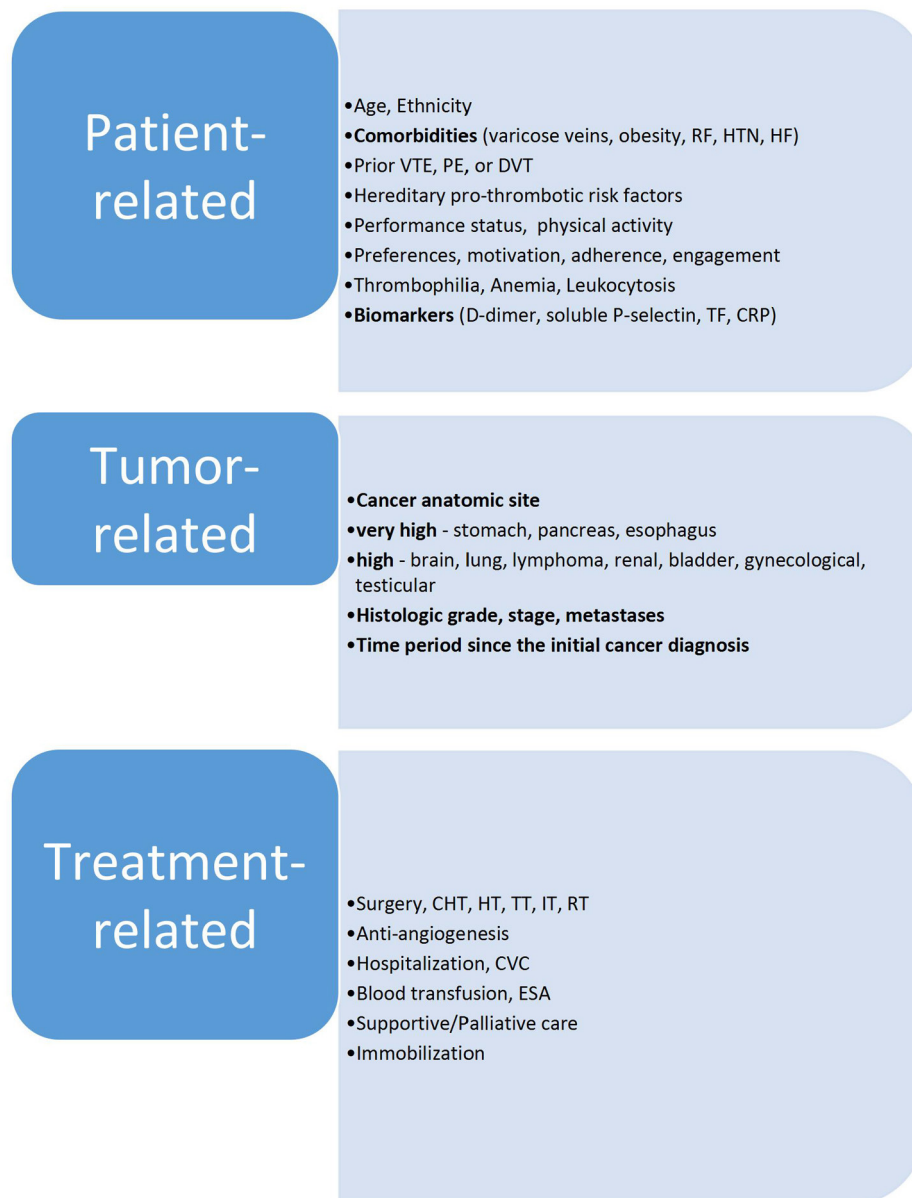 Patient-
related
•Age, Ethnicity
•Comorbidities (varicose veins, obesity, RF, HTN, HF)
•Prior VTE, PE, or DVT
•Hereditary pro-thrombotic risk factors
•Performance status,  physical activity
•Preferences, motivation, adherence, engagement
•Thrombophilia, Anemia, Leukocytosis
•Biomarkers (D-dimer, soluble P-selectin, TF, CRP)
Tumor-
related
•Cancer anatomic site
•very high - stomach, pancreas, esophagus
•high - brain, lung, lymphoma, renal, bladder, gynecological,
testicular
•Histologic grade, stage, metastases
•Time period since the initial cancer diagnosis
Treatment-
related
•Surgery, CHT, HT, TT, IT, RT
•Anti-angiogenesis
•Hospitalization, CVC
•Blood transfusion, ESA
•Supportive/Palliative care
•Immobilization